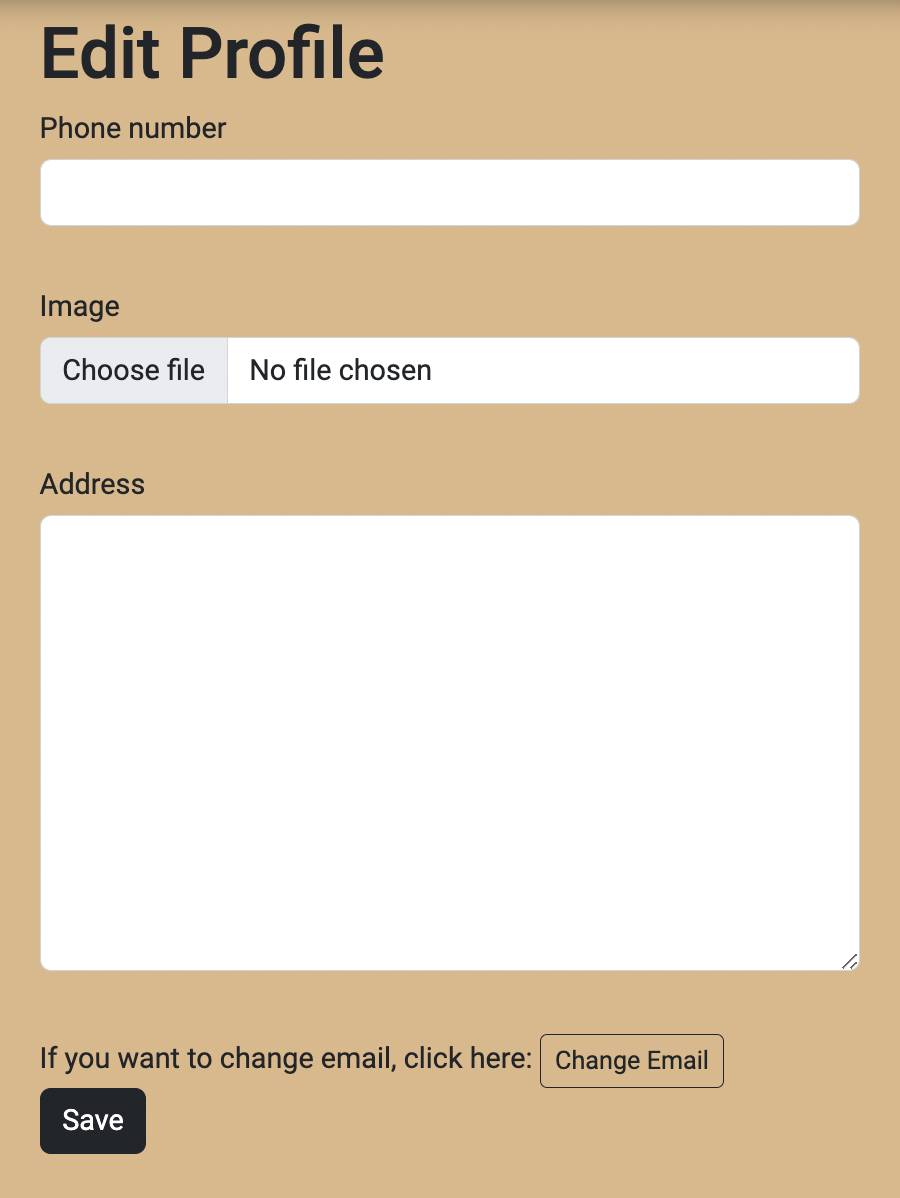 Edit Profile
Phone number
Image
Choose file No file chosen
Address
If you want to change email, click here: Change Email
Save